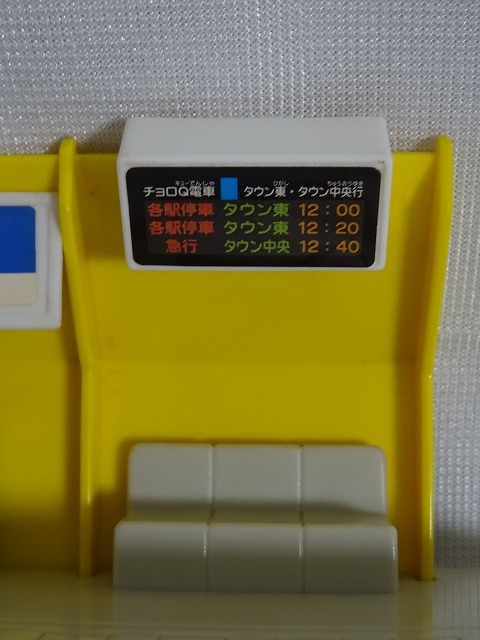 チョロQ電車 タウン東・タウン中央行
各駅停車 タウン東 12:00
各駅停車 タウン東 12:20
急行 タウン中央 12:40